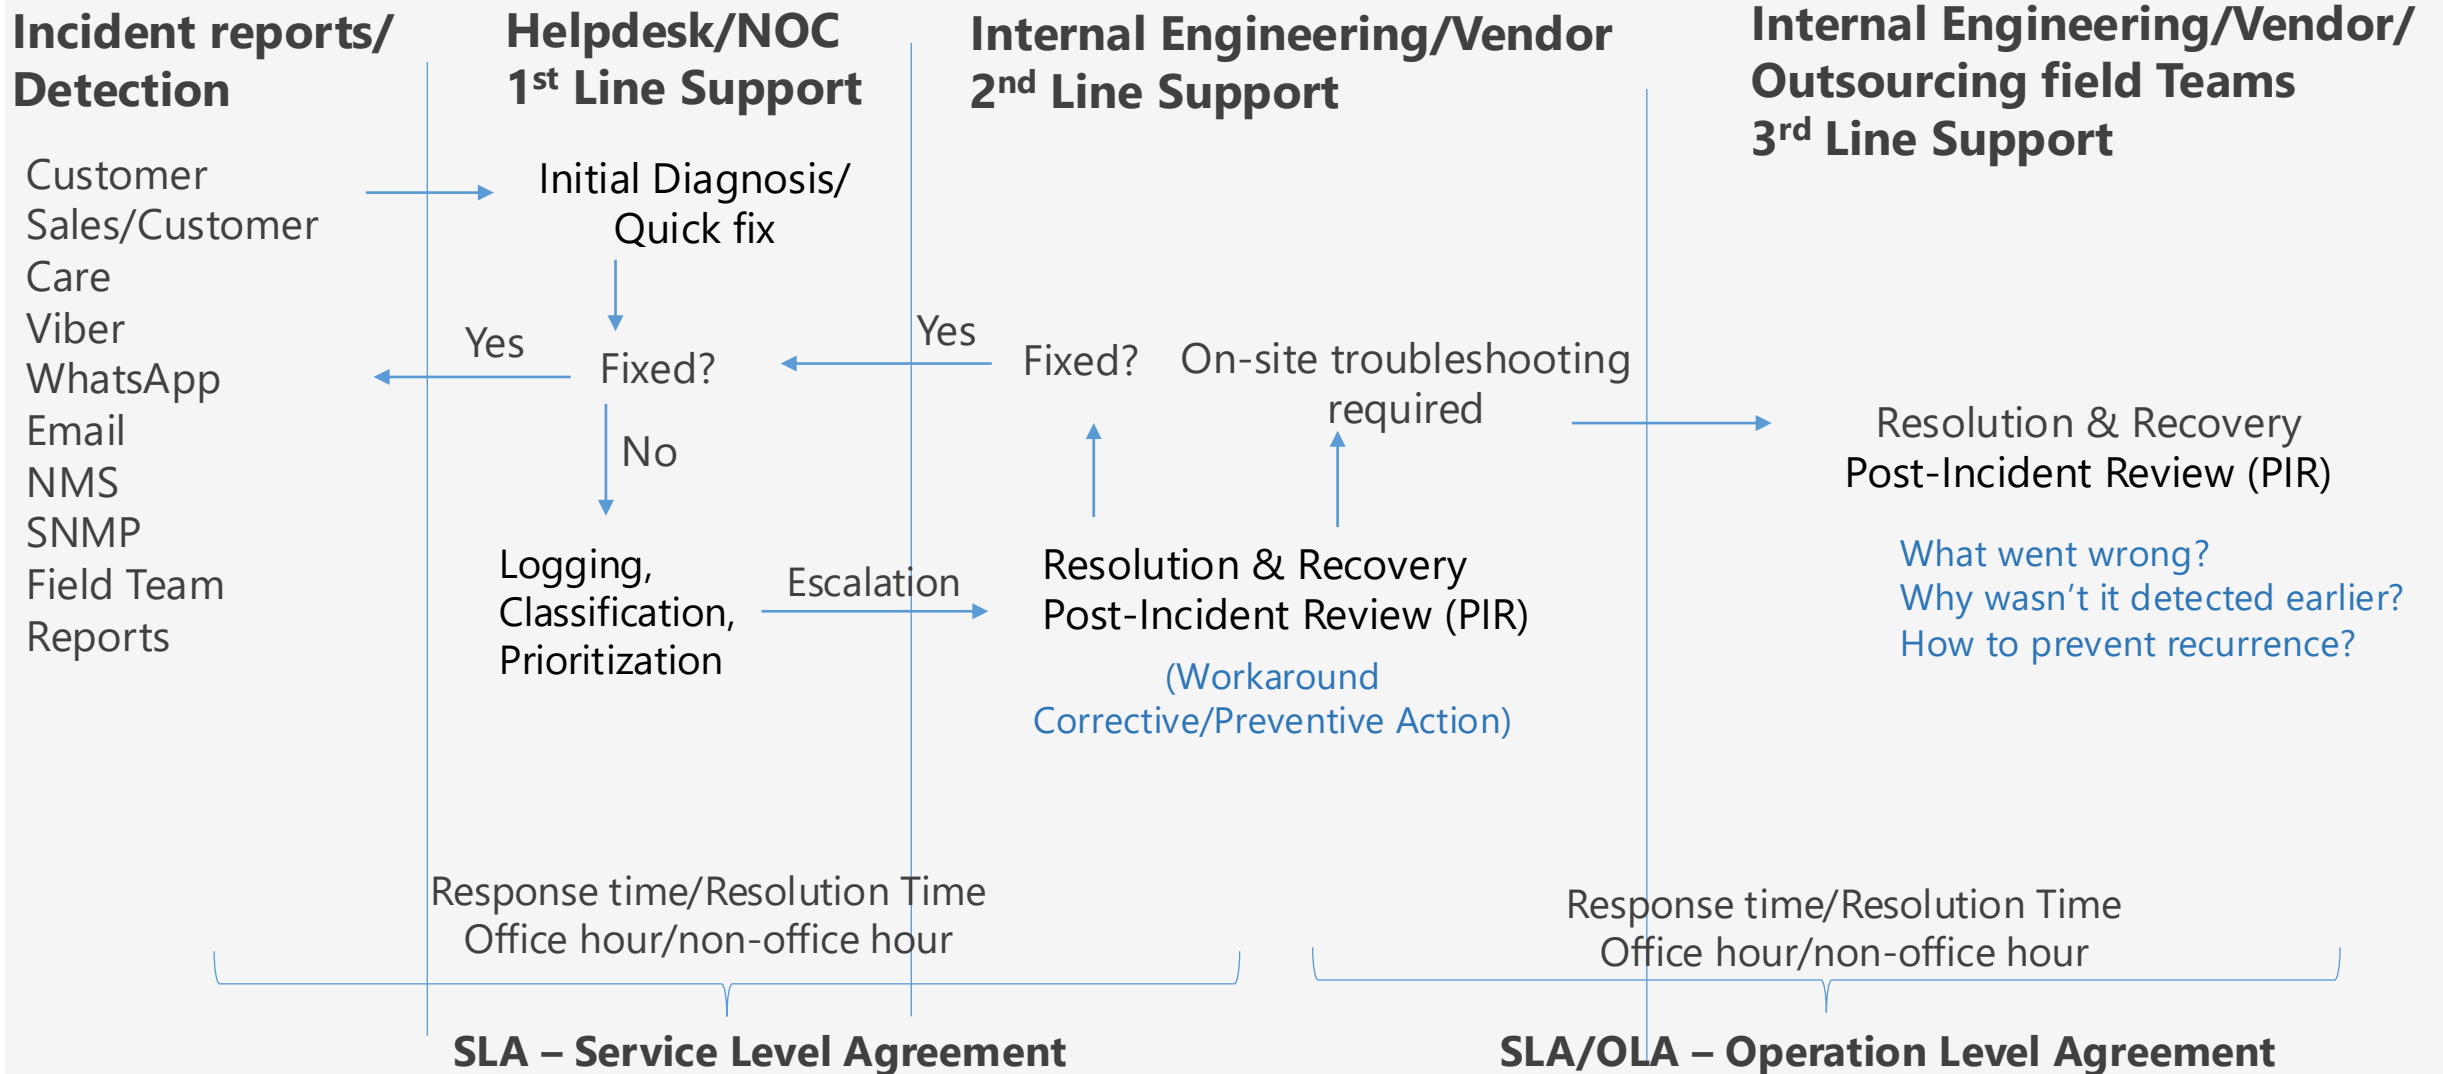 Incident reports/
Detection
Customer
Sales/Customer
Care
Viber
WhatsApp
Email
NMS
SNMP
Field Team
Reports
Helpdesk/NOC
1st Line Support
Initial Diagnosis/
Quick fix
Yes
Fixed?
No
Logging,
Classification,
Prioritization
Escalation
Internal Engineering/Vendor
2nd Line Support
Yes
Fixed?
On-site troubleshooting
required
Resolution & Recovery
Post-Incident Review (PIR)
(Workaround
Corrective/Preventive Action)
Internal Engineering/Vendor/
Outsourcing field Teams
3rd Line Support
Resolution & Recovery
Post-Incident Review (PIR)
What went wrong?
Why wasn’t it detected earlier?
How to prevent recurrence?
Response time/Resolution Time
Office hour/non-office hour
SLA – Service Level Agreement
Response time/Resolution Time
Office hour/non-office hour
SLA/OLA – Operation Level Agreement